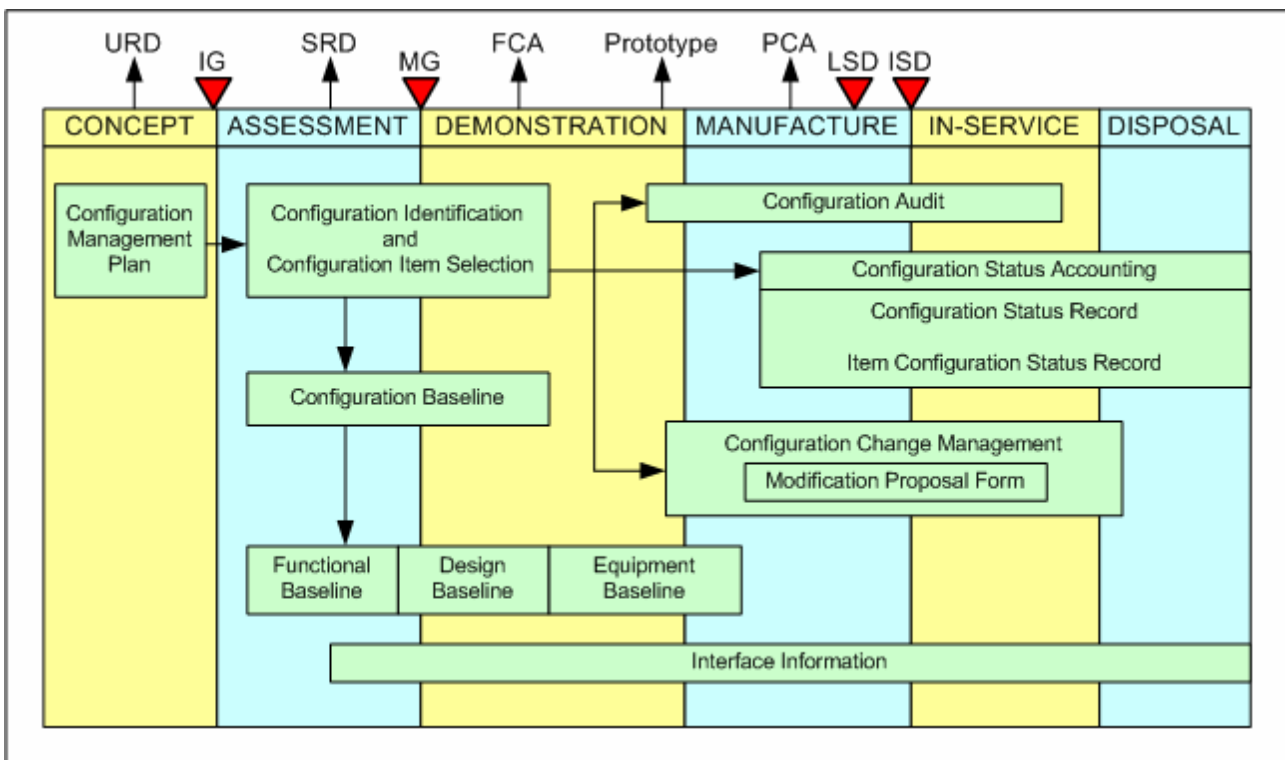 URD
IG
SRD
MG
FCA
Prototype
PCA
LSD
ISD
CONCEPT
ASSESSMENT
DEMONSTRATION
MANUFACTURE
IN-SERVICE
DISPOSAL
Configuration
Management
Plan
Configuration Identification
and
Configuration Item Selection
Configuration Audit
Configuration Status Accounting
Configuration Status Record
Item Configuration Status Record
Configuration Baseline
Configuration Change Management
Modification Proposal Form
Functional
Baseline
Design
Baseline
Equipment
Baseline
Interface Information